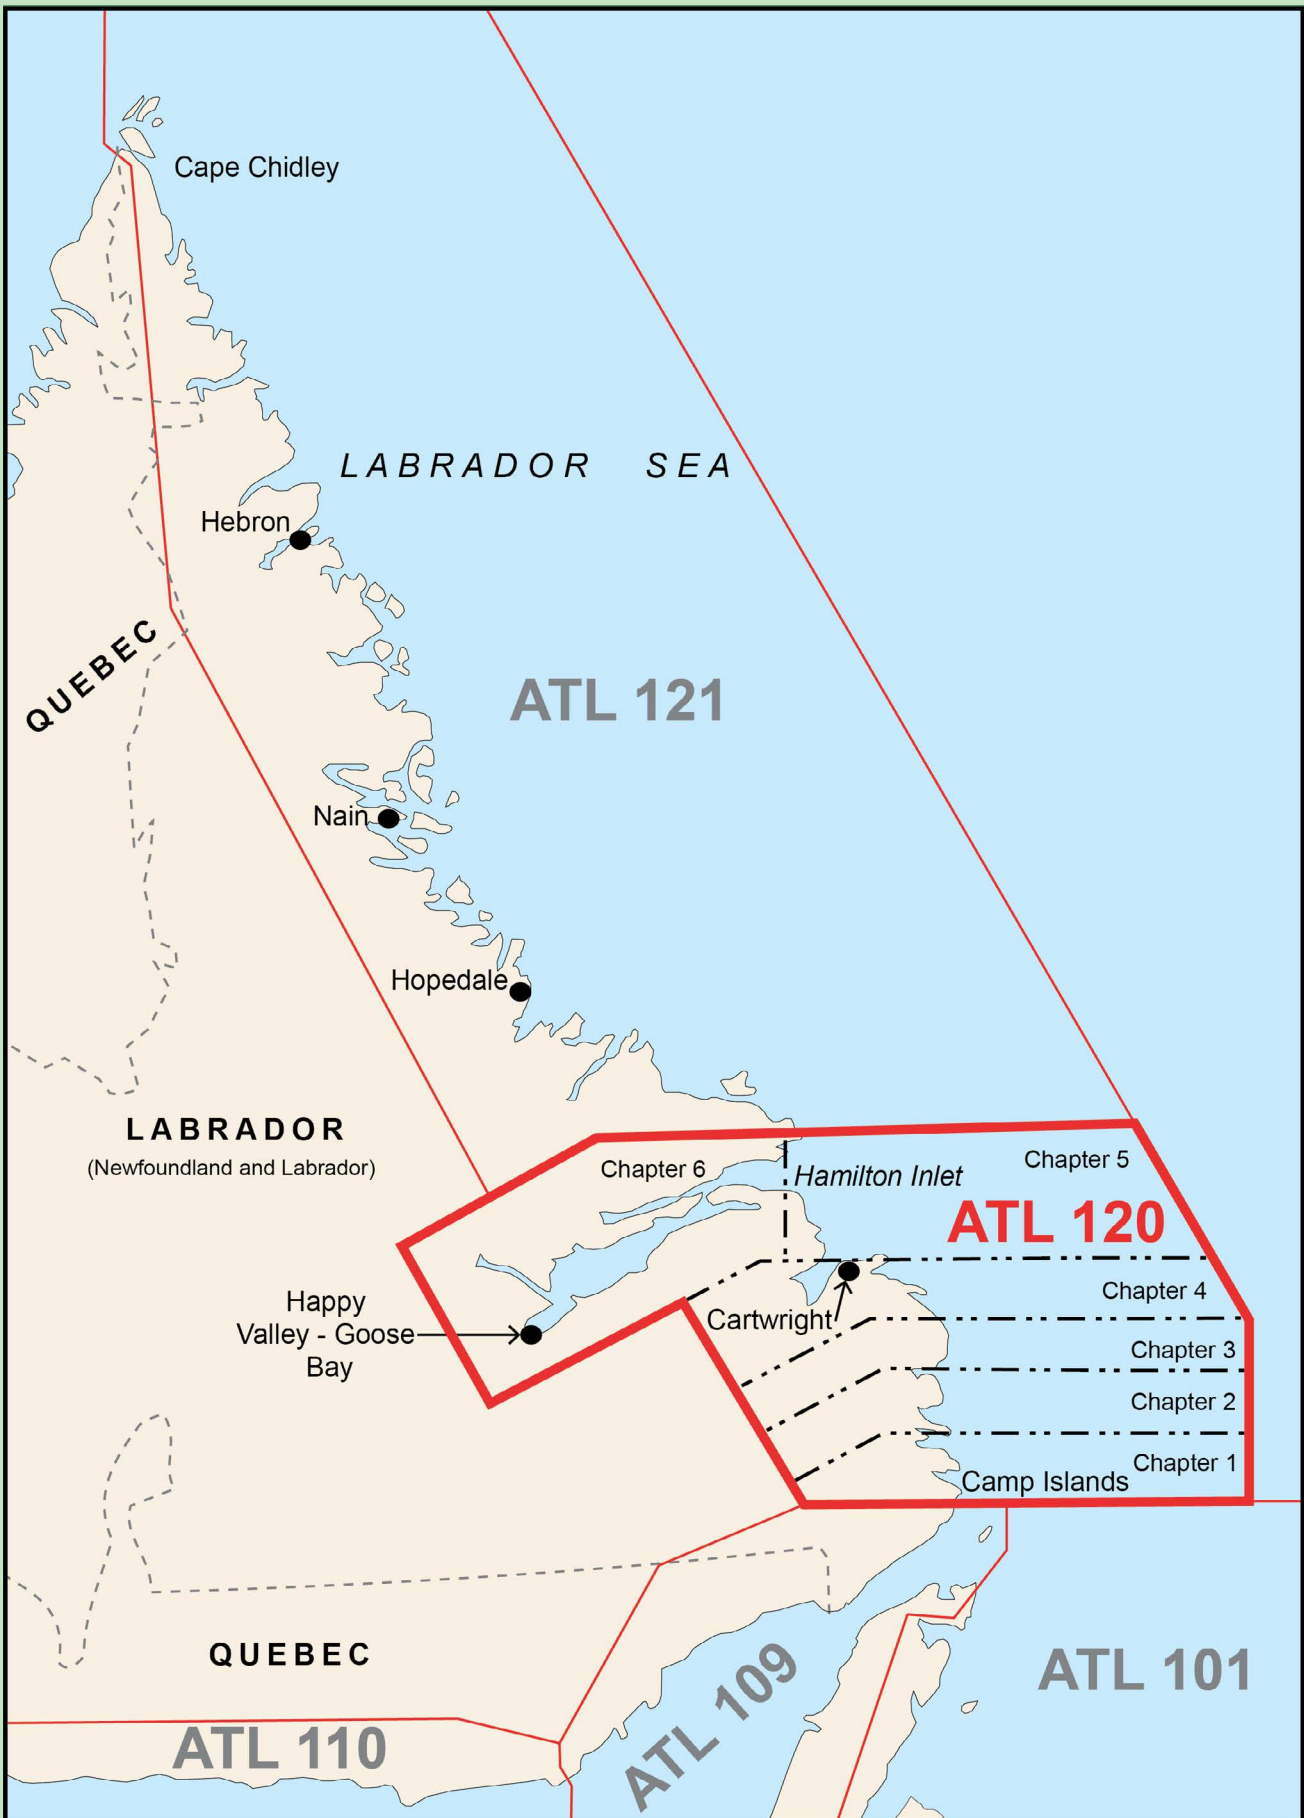 Cape Chidley
LABRADOR SEA
Hebron
QUEBEC
ATL 121
Nain
Hopedale
LABRADOR
(Newfoundland and Labrador)
Chapter 6
Chapter 5
Hamilton Inlet
ATL 120
Chapter 4
Happy
Valley - Goose
Bay
Cartwright
Chapter 3
Chapter 2
Chapter 1
Camp Islands
QUEBEC
ATL 109
ATL 101
ATL 110